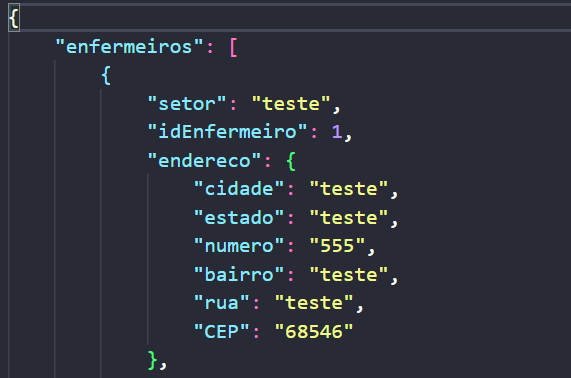 {
"enfermeiros": [
{
"setor": "teste",
"idEnfermeiro": 1,
"endereco": {
"cidade": "teste",
"estado": "teste",
"numero": "555",
"bairro": "teste",
"rua": "teste",
"CEP": "68546"
},